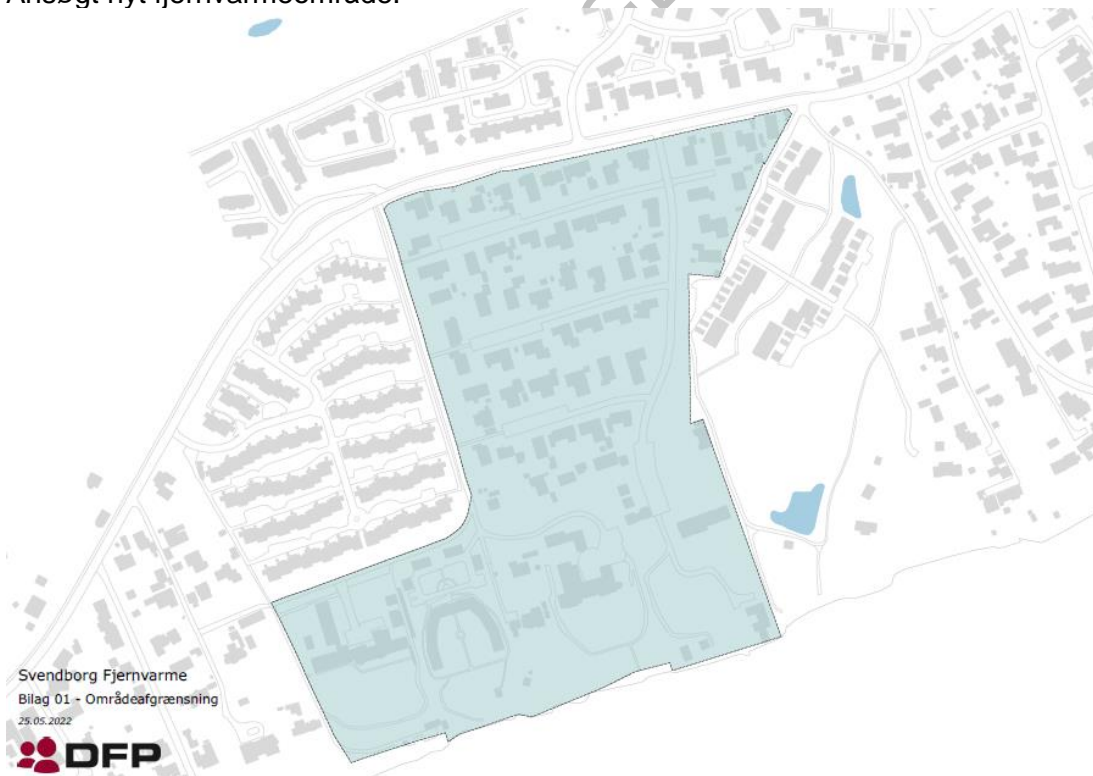 Ansøgt nyt fjernvarmeområde:
Svendborg Fjernvarme
Bilag 01 - Områdeafgrænsning
25.05.2022
DFP